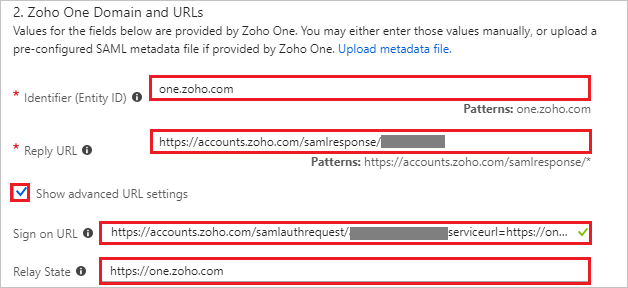 2. Zoho One Domain and URLs
Values for the fields below are provided by Zoho One. You may either enter those values manually, or upload a
pre-configured SAML metadata file if provided by Zoho One. Upload metadata file.
* Identifier (Entity ID) one.zoho.com
Patterns: one.zoho.com
* Reply URL https://accounts.zoho.com/samlresponse/
Patterns: https://accounts.zoho.com/samlresponse/*
Show advanced URL settings
Sign on URL https://accounts.zoho.com/samlauthrequest/ serviceurl=https://on...
Relay State https://one.zoho.com